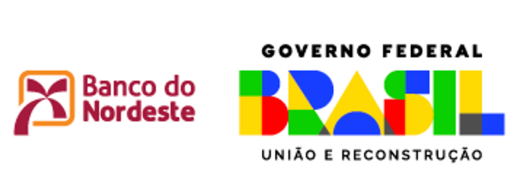 Banco do
Nordeste
GOVERNO FEDERAL
BRASIL
UNIÃO E RECONSTRUÇÃO